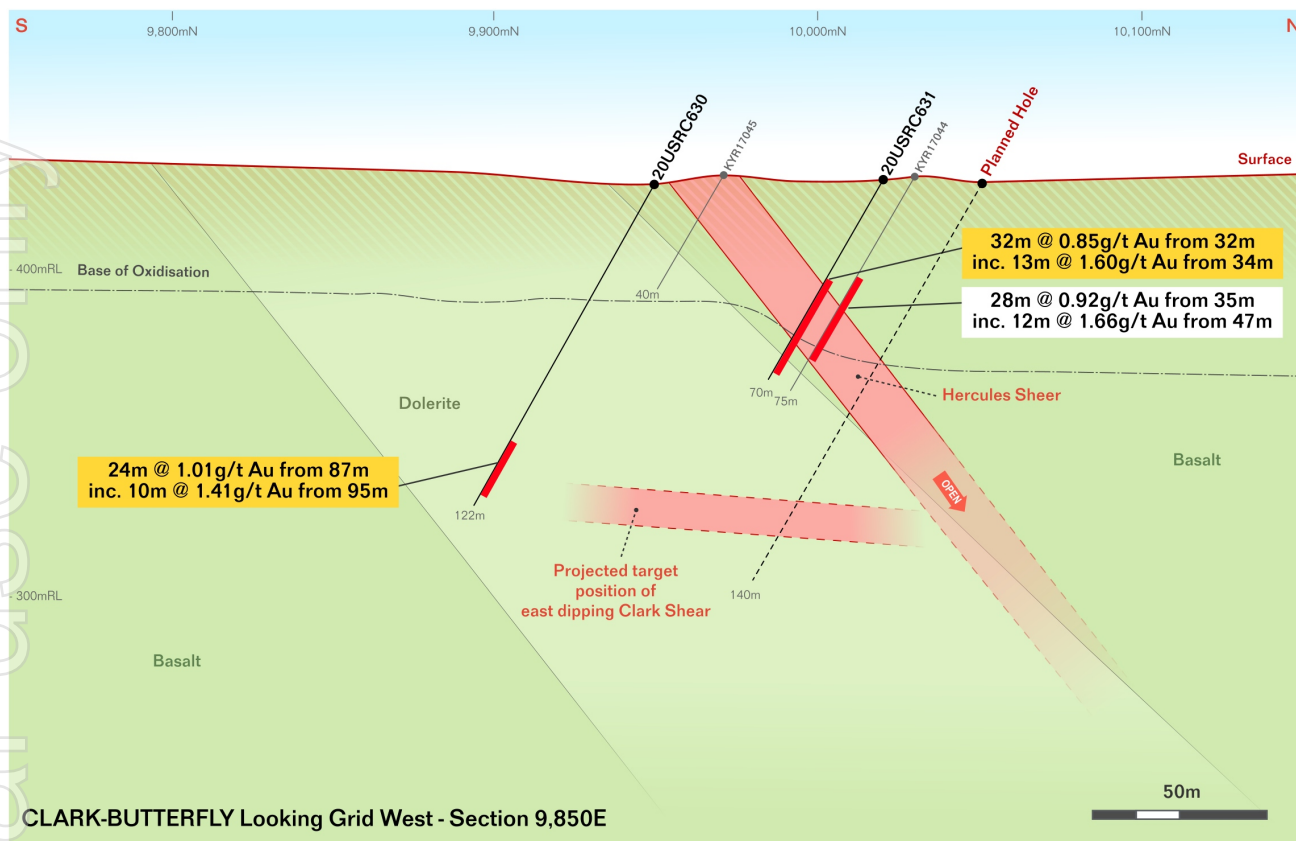 S
9,800mN
9,900mN
10,000mN
10,100mN
N
20USRC630
KYR17045
20USRC631
KYR17044
Planned Hole
Surface
32m @ 0.85g/t Au from 32m
inc. 13m @ 1.60g/t Au from 34m
400mRL
Base of Oxidisation
40m
28m @ 0.92g/t Au from 35m
inc. 12m @ 1.66g/t Au from 47m
70m
75m
Hercules Sheer
Dolerite
Basalt
24m @ 1.01g/t Au from 87m
inc. 10m @ 1.41g/t Au from 95m
OPEN
122m
Projected target
position of
east dipping Clark Shear
140m
300mRL
Basalt
50m
CLARK-BUTTERFLY Looking Grid West - Section 9,850E